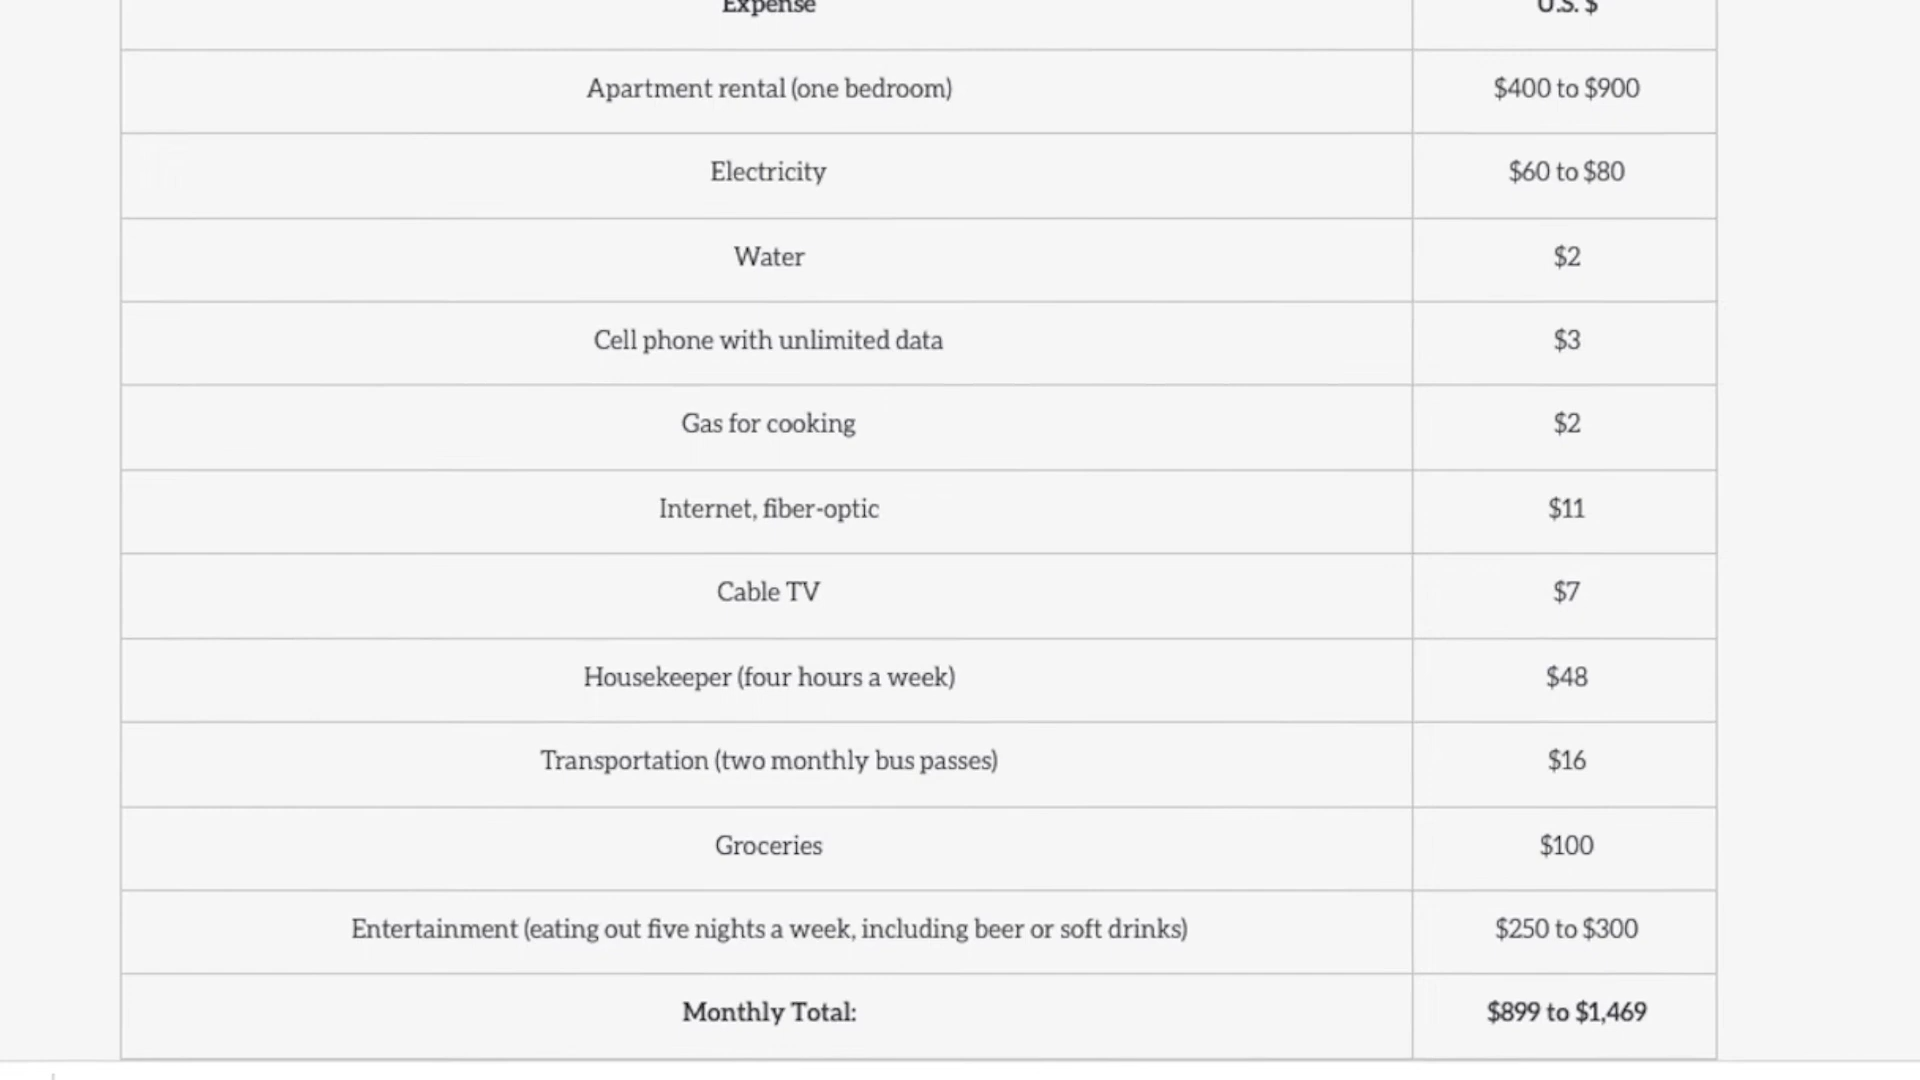 Expense U.S. $
Apartment rental (one bedroom) $400 to $900
Electricity $60 to $80
Water $2
Cell phone with unlimited data $3
Gas for cooking $2
Internet, fiber-optic $11
Cable TV $7
Housekeeper (four hours a week) $48
Transportation (two monthly bus passes) $16
Groceries $100
Entertainment (eating out five nights a week, including beer or soft drinks) $250 to $300
Monthly Total: $899 to $1,469